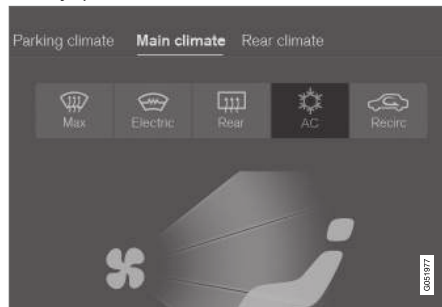 Parking climate Main climate Rear climate
Max Electric Rear AC Recirc
G051977